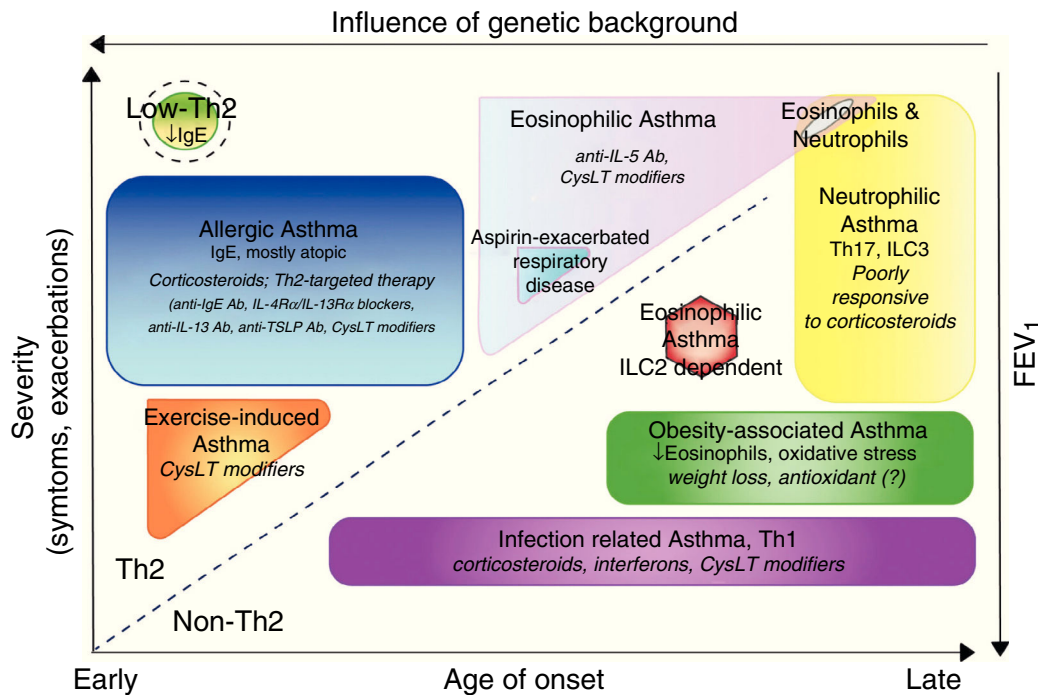 Influence of genetic background
Low-Th2
↓IgE
Allergic Asthma
IgE, mostly atopic
Corticosteroids; Th2-targeted therapy
(anti-IgE Ab, IL-4Rα/IL-13Rα blockers,
anti-IL-13 Ab, anti-TSLP Ab, CysLT modifiers
Exercise-induced
Asthma
CysLT modifiers
Eosinophilic Asthma
anti-IL-5 Ab,
CysLT modifiers
Aspirin-exacerbated
respiratory
disease
Eosinophils &
Neutrophils
Neutrophilic
Asthma
Th17, ILC3
Poorly
responsive
to corticosteroids
Eosinophilic
Asthma
ILC2 dependent
Obesity-associated Asthma
↓Eosinophils, oxidative stress
weight loss, antioxidant (?)
Infection related Asthma, Th1
corticosteroids, interferons, CysLT modifiers
Th2
Non-Th2
Severity
(symtoms, exacerbations)
FEV₁
Early
Age of onset
Late